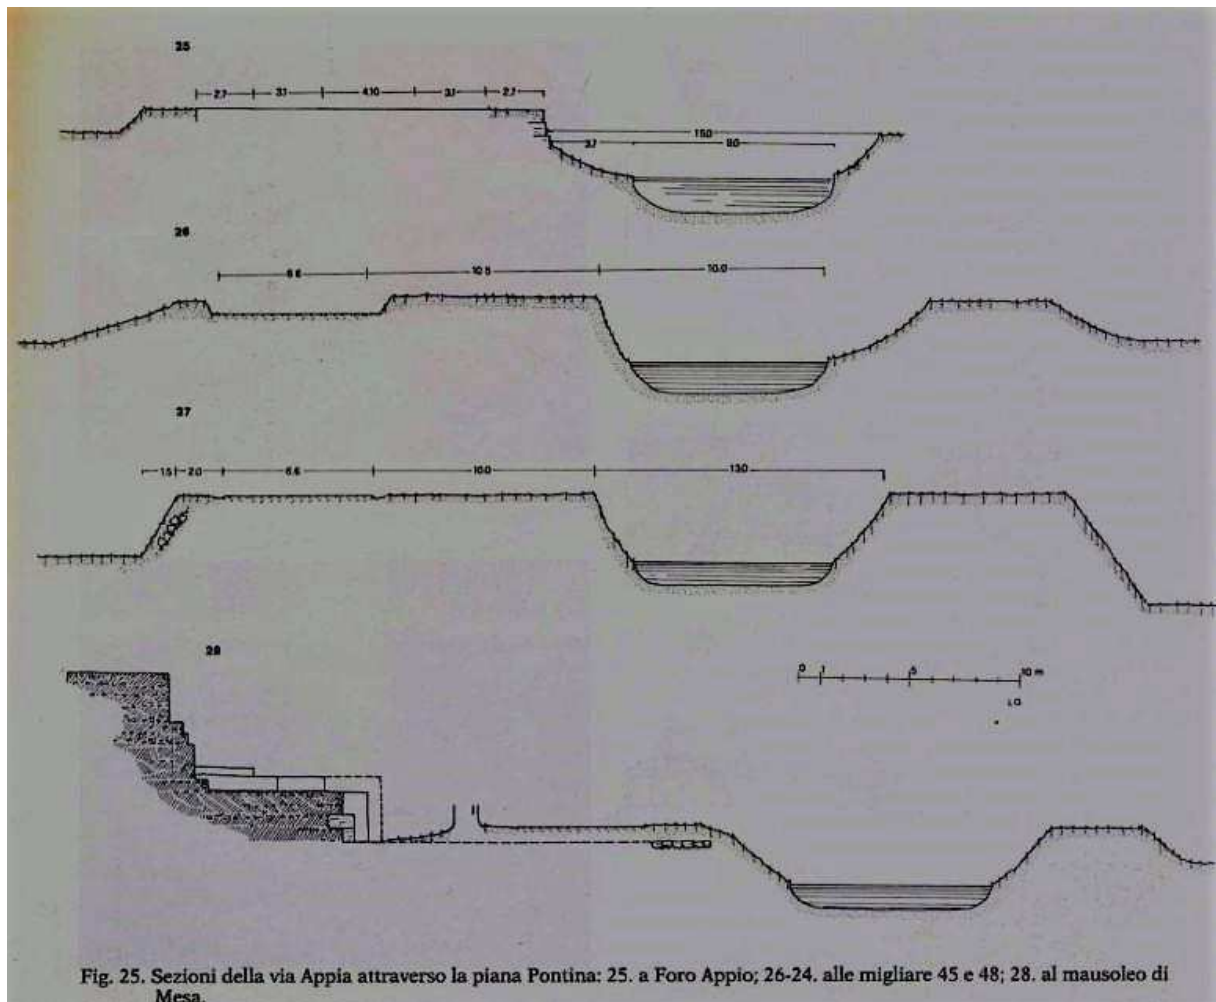 25
2.7 3.1 4.10 3.1 2.7
15.0
3.7 9.0
26
6.6 10.5 10.0
27
1.5 2.0 6.6 10.0 13.0
28
0 1 5 10 m
Fig. 25. Sezioni della via Appia attraverso la piana Pontina: 25. a Foro Appio; 26-24. alle migliare 45 e 48; 28. al mausoleo di
Mesa.